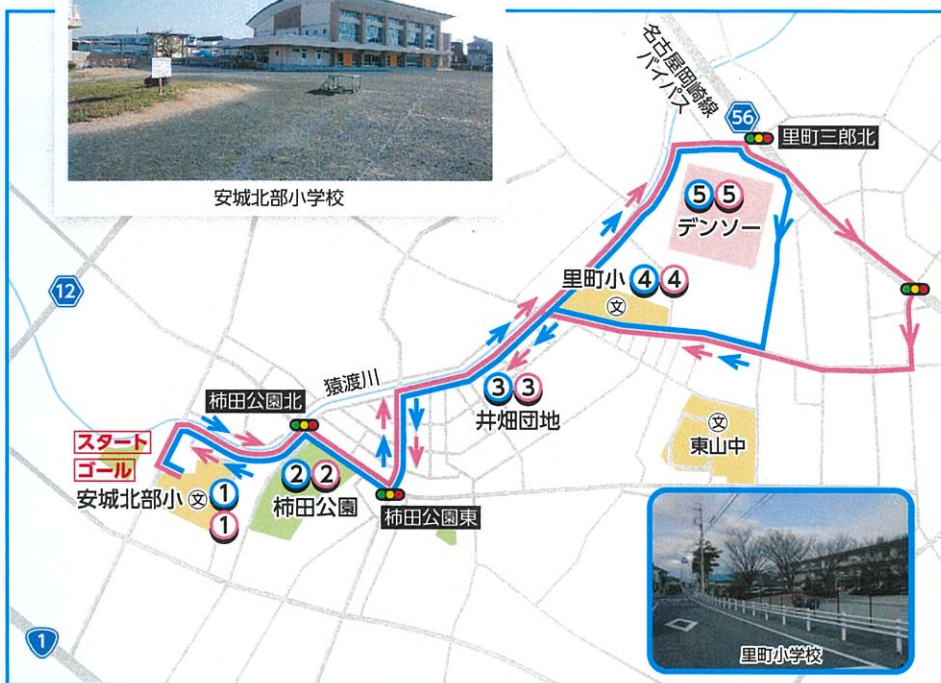 安城北部小学校
名古屋岡崎線
バイパス
56
里町三郎北
5 5
デンソー
12
里町小 4 4
文
猿渡川
柿田公園北
3 3
井畑団地
文
東山中
スタート
ゴール
安城北部小 文 1
1
2 2
柿田公園
柿田公園東
1
里町小学校